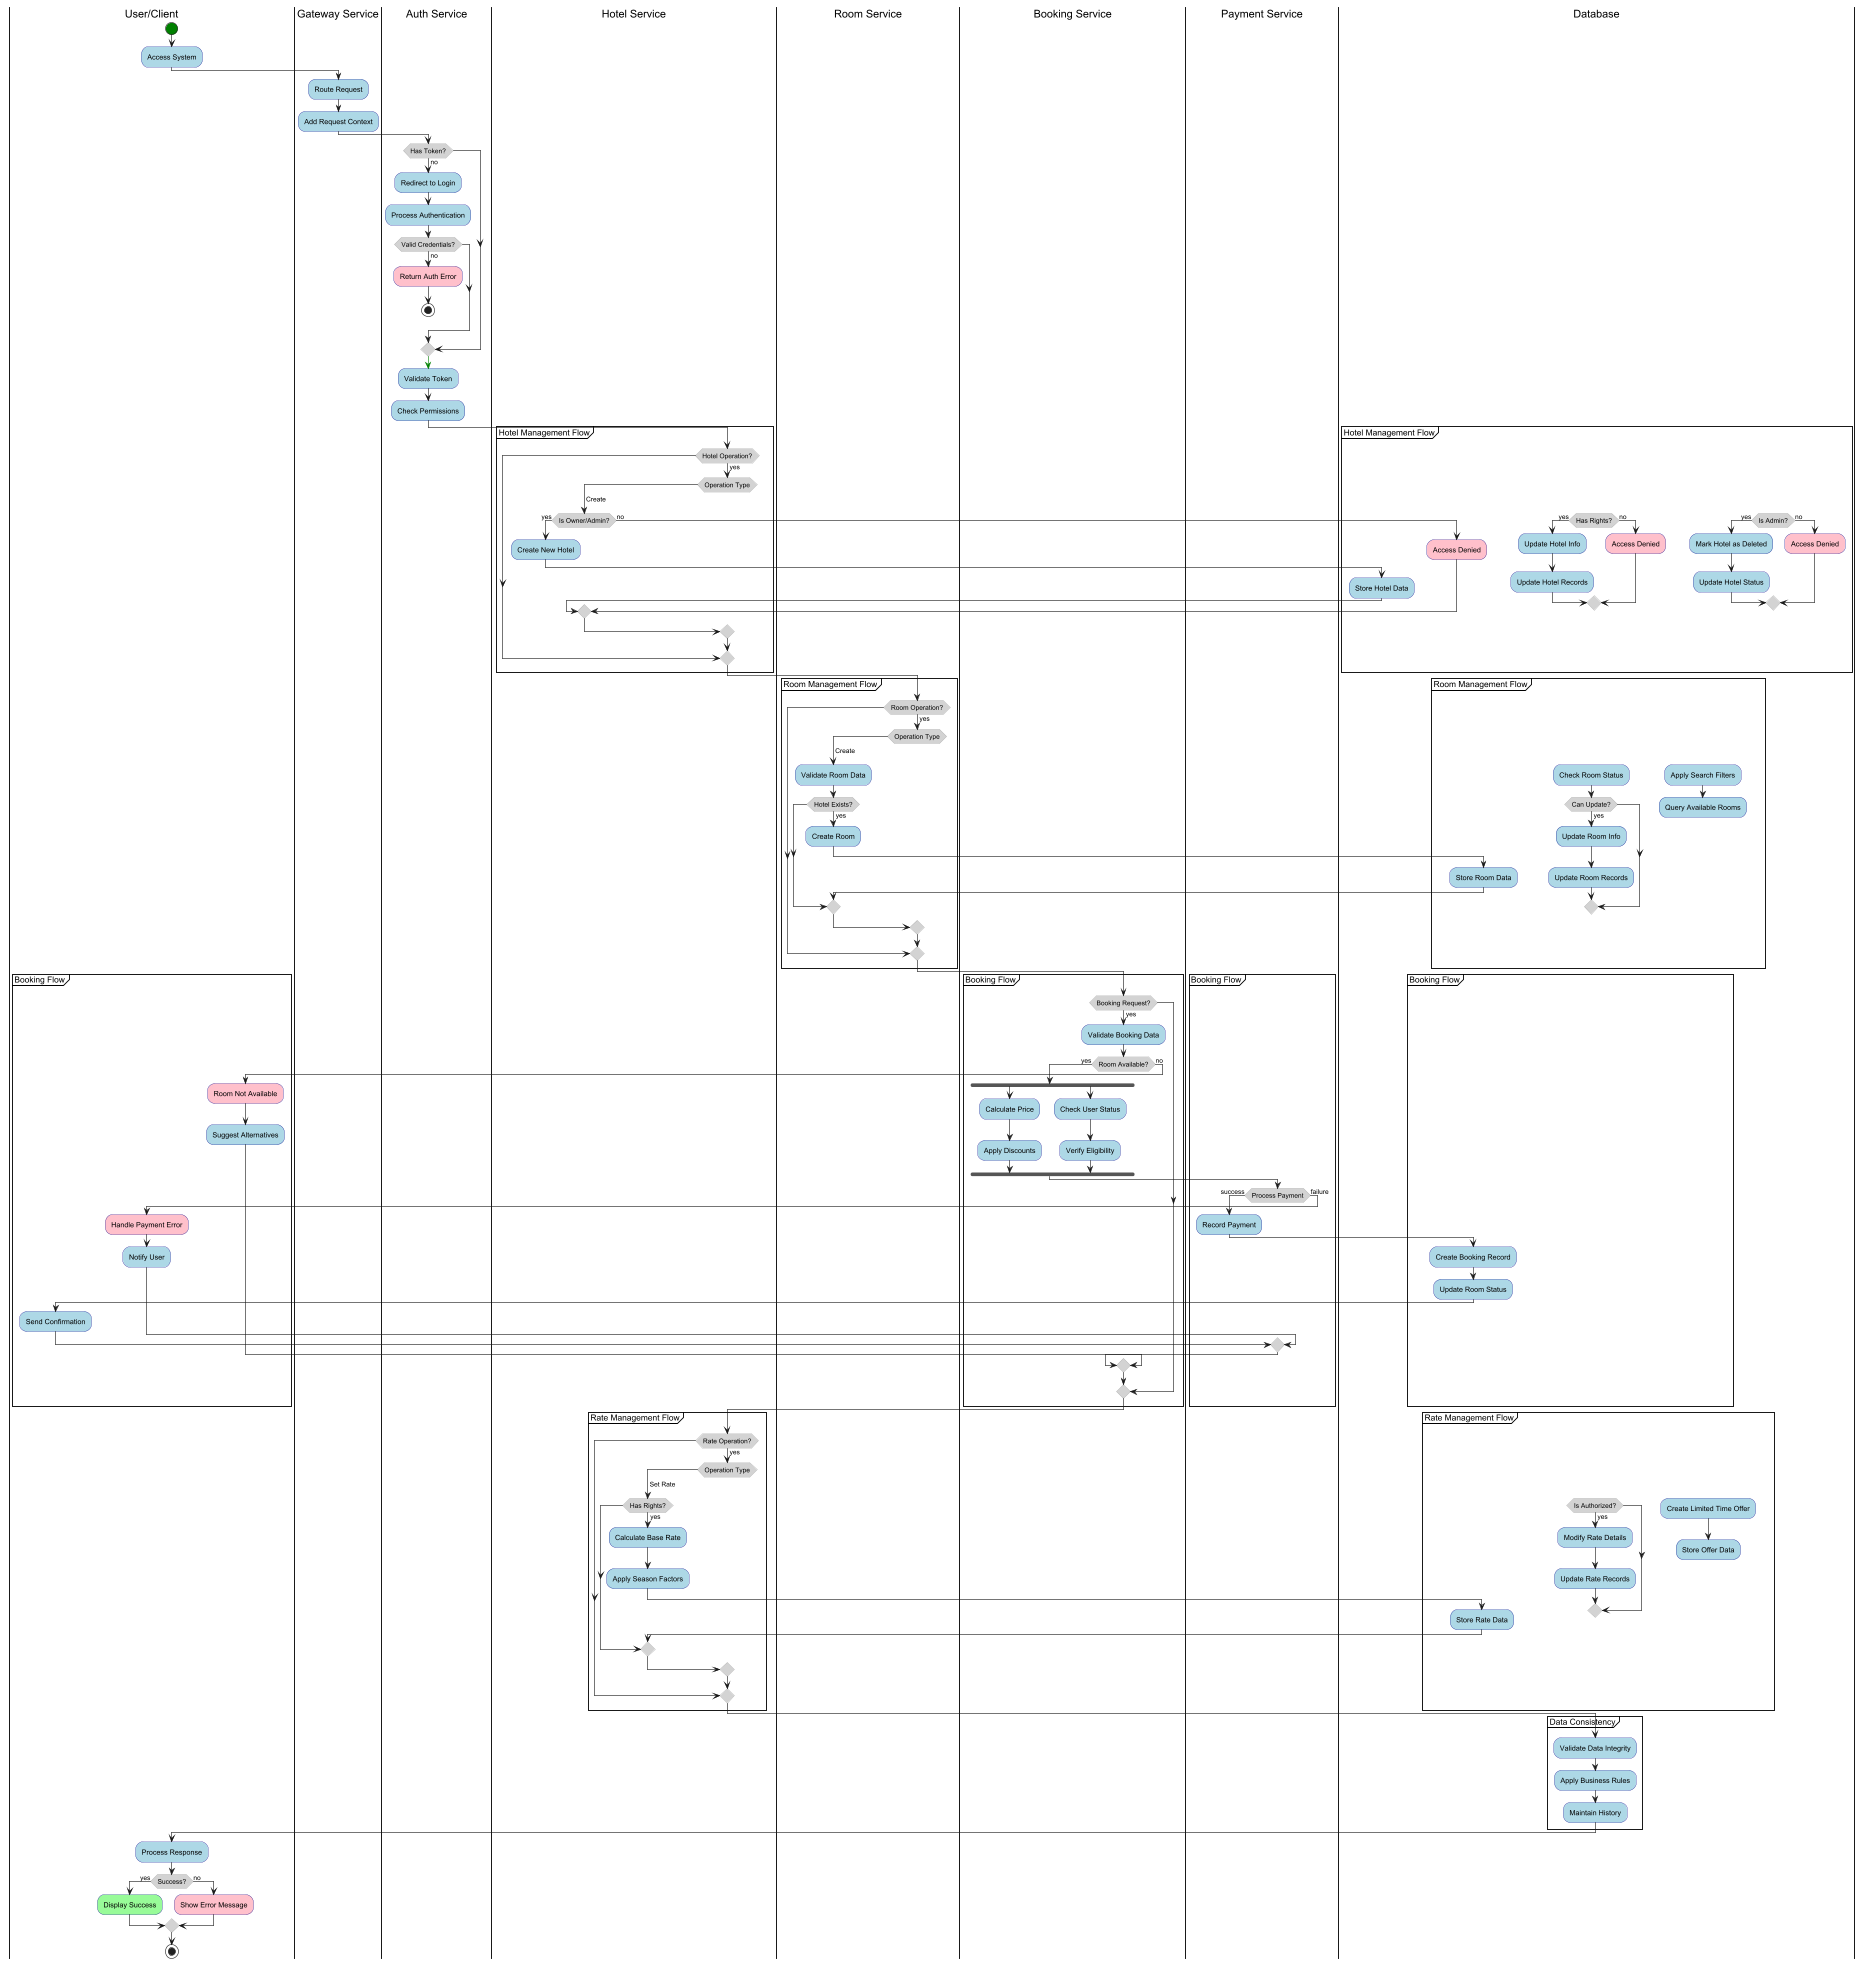 User/Client
Gateway Service
Auth Service
Hotel Service
Room Service
Booking Service
Payment Service
Database
Access System
Route Request
Add Request Context
Has Token?
no
Redirect to Login
Process Authentication
Valid Credentials?
no
Return Auth Error
Validate Token
Check Permissions
Hotel Management Flow
Hotel Management Flow
Hotel Operation?
yes
Operation Type
Create
yes
Is Owner/Admin?
no
yes
Has Rights?
no
yes
Is Admin?
no
Create New Hotel
Access Denied
Update Hotel Info
Access Denied
Mark Hotel as Deleted
Access Denied
Store Hotel Data
Update Hotel Records
Update Hotel Status
Room Management Flow
Room Management Flow
Room Operation?
yes
Operation Type
Create
Validate Room Data
Check Room Status
Apply Search Filters
Hotel Exists?
yes
Can Update?
yes
Query Available Rooms
Create Room
Update Room Info
Store Room Data
Update Room Records
Booking Flow
Booking Flow
Booking Flow
Booking Flow
Booking Request?
yes
Validate Booking Data
yes
Room Available?
no
Room Not Available
Calculate Price
Check User Status
Suggest Alternatives
Apply Discounts
Verify Eligibility
success
Process Payment
failure
Handle Payment Error
Record Payment
Notify User
Create Booking Record
Update Room Status
Send Confirmation
Rate Management Flow
Rate Management Flow
Rate Operation?
yes
Operation Type
Set Rate
Has Rights?
yes
Is Authorized?
yes
Create Limited Time Offer
Calculate Base Rate
Modify Rate Details
Store Offer Data
Apply Season Factors
Update Rate Records
Store Rate Data
Data Consistency
Validate Data Integrity
Apply Business Rules
Maintain History
Process Response
yes
Success?
no
Display Success
Show Error Message